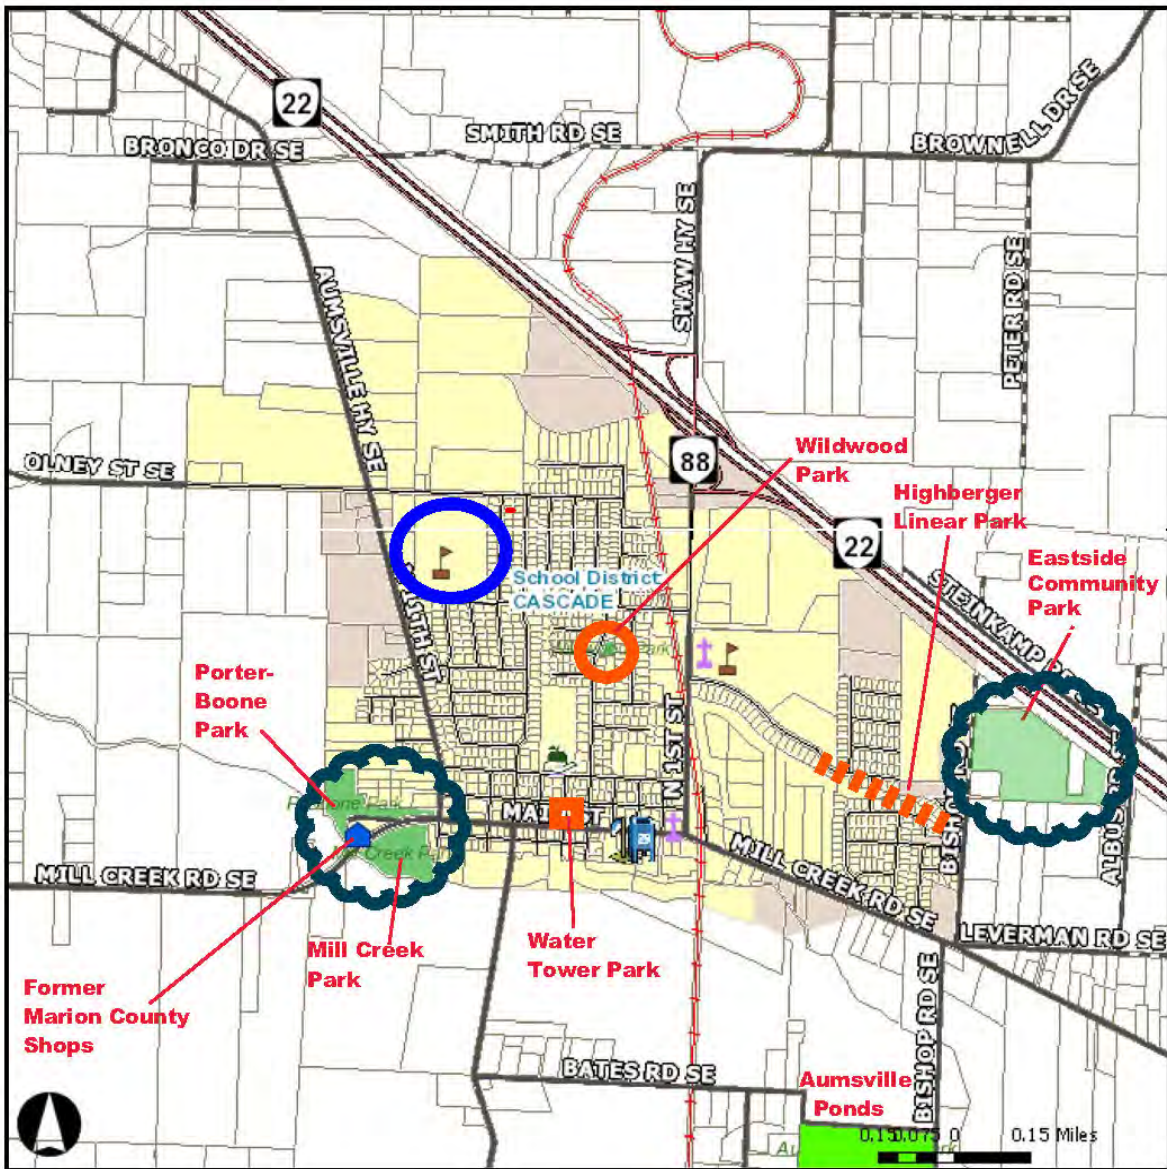 22
SMITH RD SE
BRONCO DR SE
BROWNELL DR SE
SHAW HY SE
PETER RD SE
AUMSVILLE HY SE
OLNEY ST SE
88
Wildwood
Park
Highberger
Linear Park
22
Eastside
Community
Park
STEINKAMP
School District:
CASCADE
Porter-
Boone
Park
N 1ST ST
MAIN ST
MILL CREEK RD SE
MILL CREEK RD SE
ALBUS
LEVERMAN RD SE
Mill Creek
Park
Water
Tower Park
Former
Marion County
Shops
BISHOP RD SE
BATES RD SE
Aumsville
Ponds
0.15 Miles